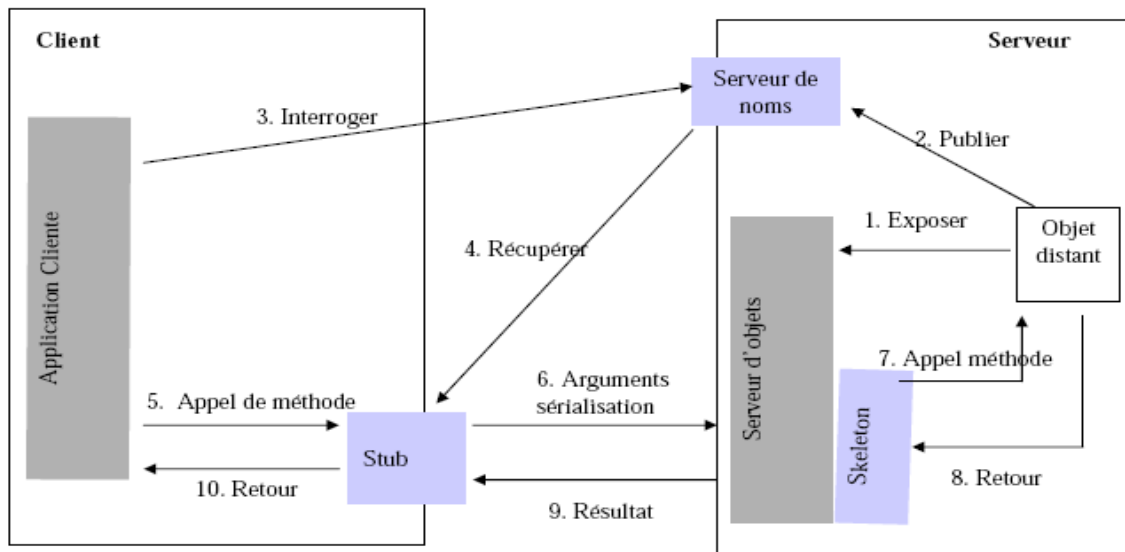 Client
Serveur
Serveur de
noms
3. Interroger
2. Publier
1. Exposer
Objet
distant
4. Récupérer
Application Cliente
Serveur d'objets
7. Appel méthode
6. Arguments
sérialisation
5. Appel de méthode
Stub
Skeleton
8. Retour
10. Retour
9. Résultat